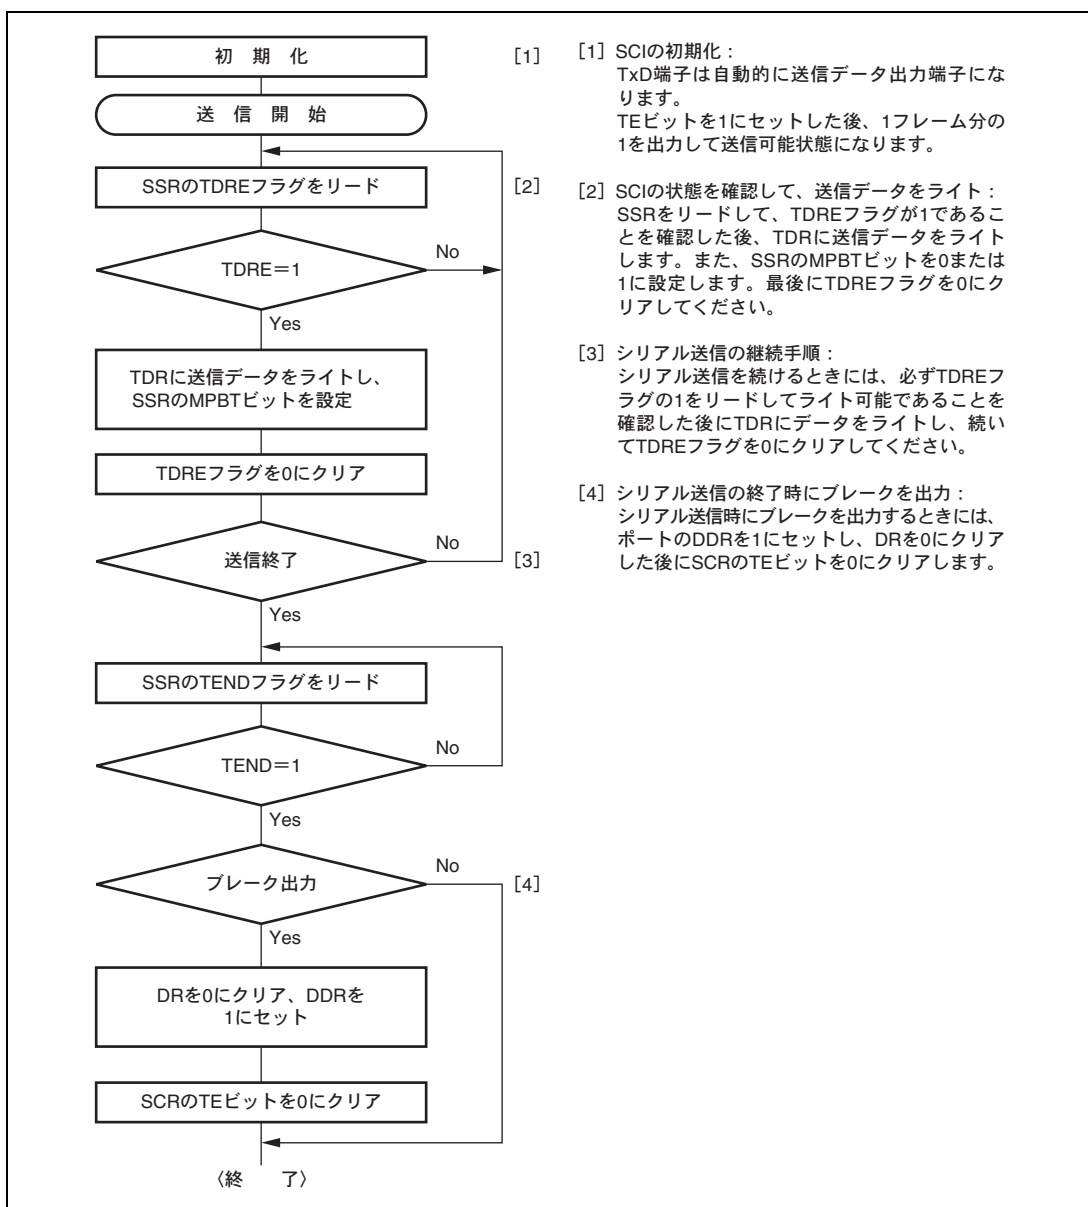 初 期 化
[1]
送 信 開 始
SSRのTDREフラグをリード
[2]
TDRE=1
No
Yes
TDRに送信データをライトし、
SSRのMPBTビットを設定
TDREフラグを0にクリア
送信終了
No
[3]
Yes
SSRのTENDフラグをリード
TEND=1
No
Yes
ブレーク出力
No
[4]
Yes
DRを0にクリア、DDRを
1にセット
SCRのTEビットを0にクリア
〈終 了〉
[1] SCIの初期化：
TxD端子は自動的に送信データ出力端子にな
ります。
TEビットを1にセットした後、1フレーム分の
1を出力して送信可能状態になります。
[2] SCIの状態を確認して、送信データをライト：
SSRをリードして、TDREフラグが1であるこ
とを確認した後、TDRに送信データをライト
します。また、SSRのMPBTビットを0または
1に設定します。最後にTDREフラグを0にク
リアしてください。
[3] シリアル送信の継続手順：
シリアル送信を続けるときには、必ずTDREフ
ラグの1をリードしてライト可能であることを
確認した後にTDRにデータをライトし、続い
てTDREフラグを0にクリアしてください。
[4] シリアル送信の終了時にブレークを出力：
シリアル送信時にブレークを出力するときには、
ポートのDDRを1にセットし、DRを0にクリア
した後にSCRのTEビットを0にクリアします。